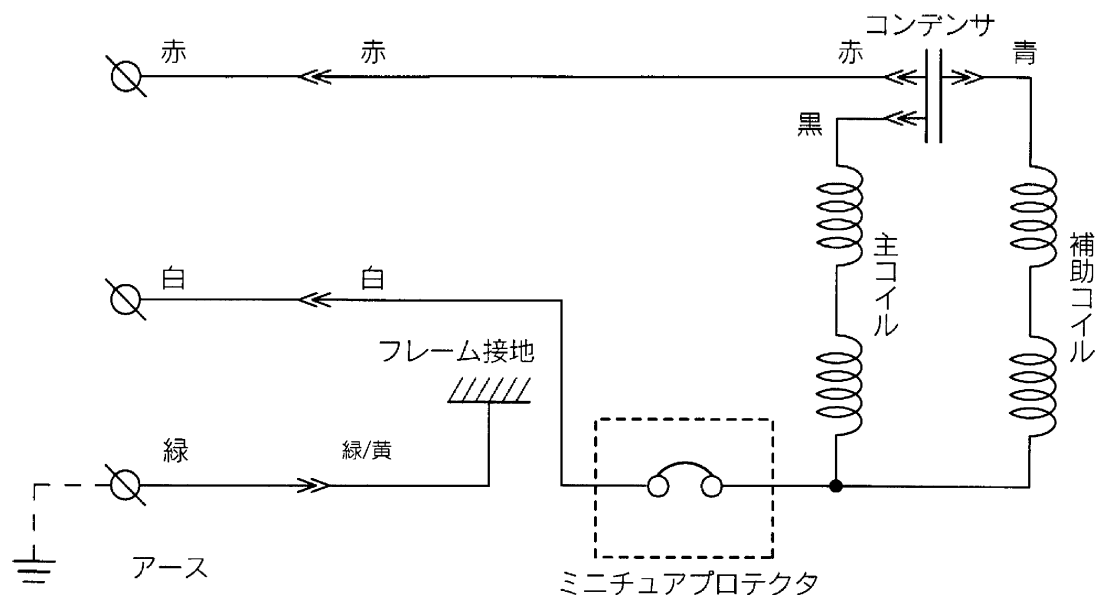 コンデンサ
赤
赤
赤
青
黒
主コイル
補助コイル
白
白
フレーム接地
緑
緑/黄
アース
ミニチュアプロテクタ